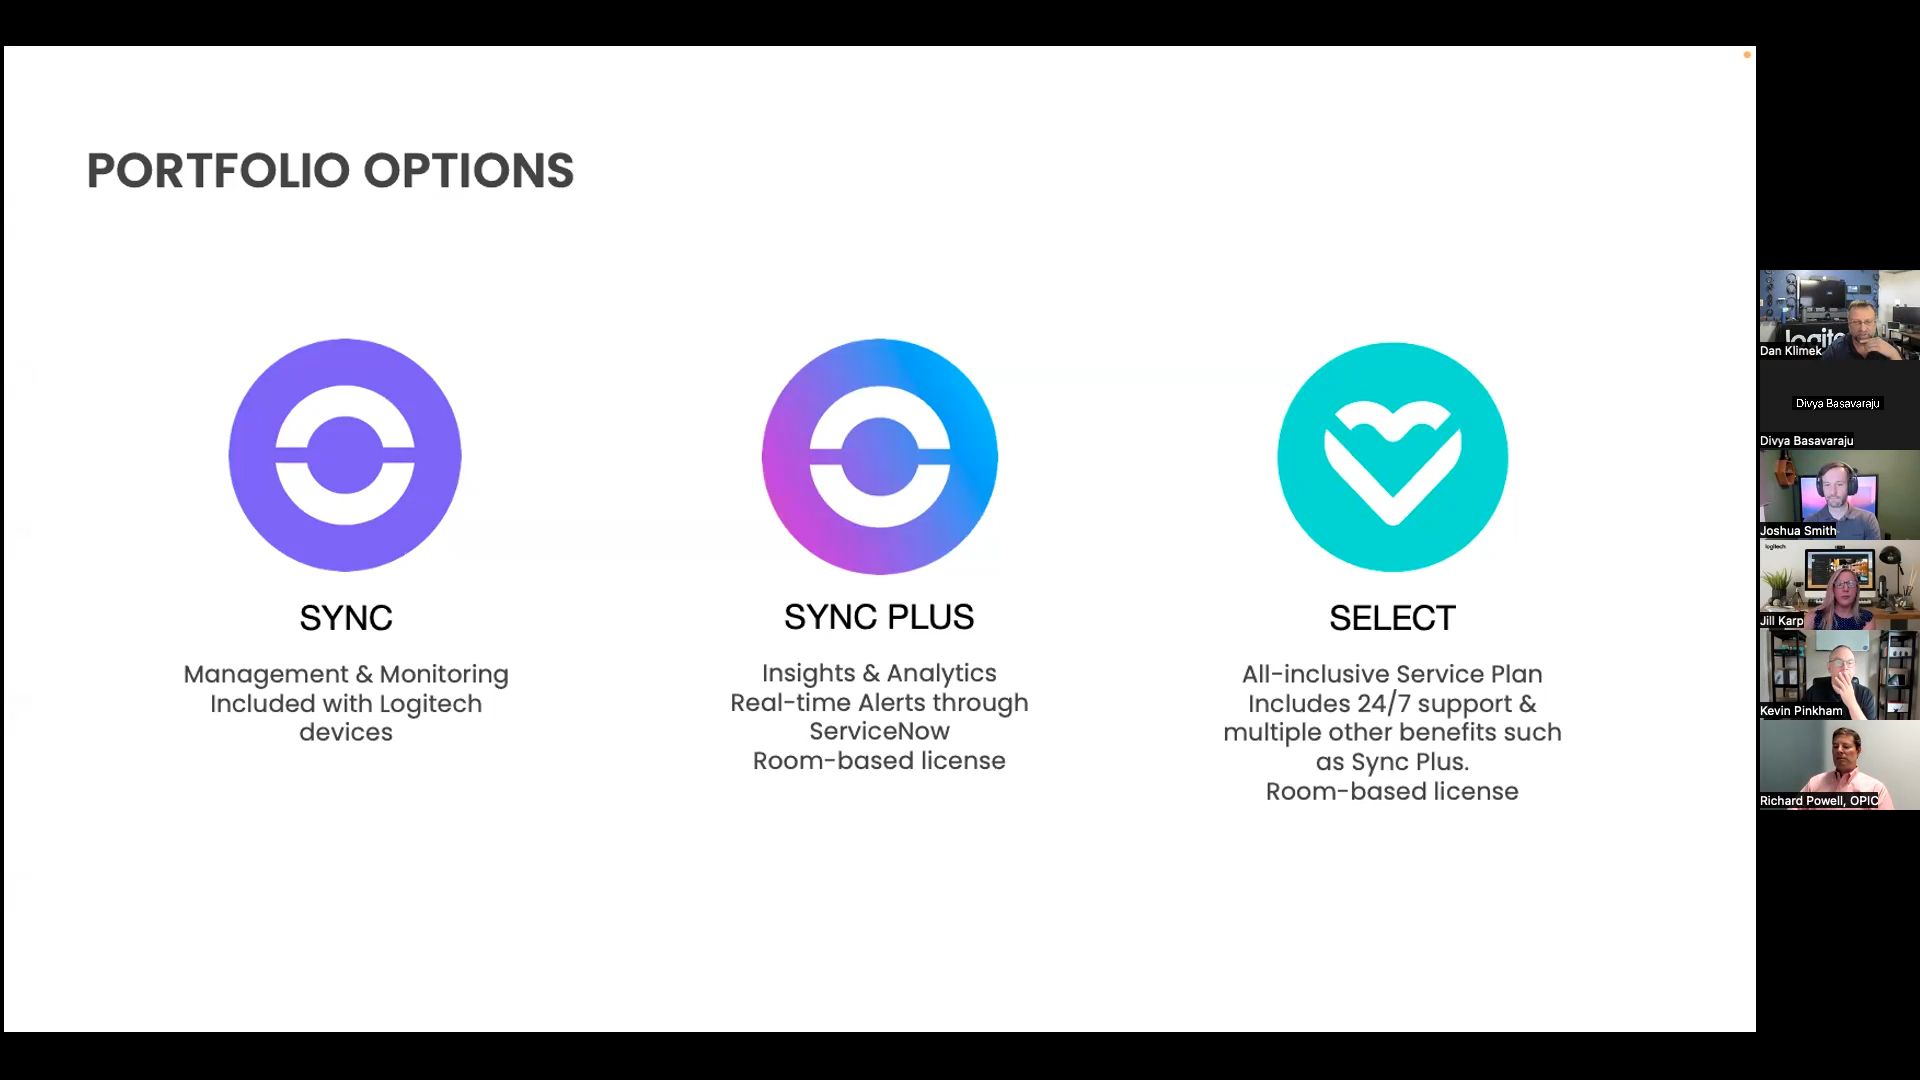 PORTFOLIO OPTIONS
SYNC
Management & Monitoring
Included with Logitech
devices
SYNC PLUS
Insights & Analytics
Real-time Alerts through
ServiceNow
Room-based license
SELECT
All-inclusive Service Plan
Includes 24/7 support &
multiple other benefits such
as Sync Plus.
Room-based license
Dan Klimek
Divya Basavaraju
Divya Basavaraju
Joshua Smith
logitech
Jill Karp
Kevin Pinkham
Richard Powell, OPIC